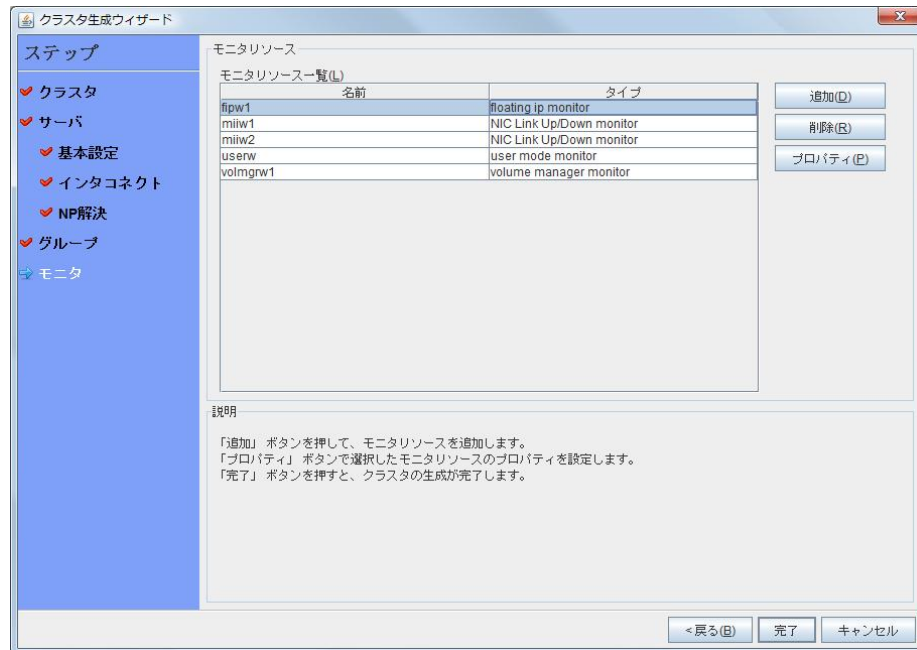 クラスタ生成ウィザード
ステップ
クラスタ
サーバ
基本設定
インタコネクト
NP解決
グループ
モニタ
モニタリソース
モニタリソース一覧(L)
名前 タイプ
fipw1 floating ip monitor
miiw1 NIC Link Up/Down monitor
miiw2 NIC Link Up/Down monitor
userw user mode monitor
volmgrw1 volume manager monitor
追加(D)
削除(R)
プロパティ(P)
説明
「追加」 ボタンを押して、モニタリソースを追加します。
「プロパティ」 ボタンで選択したモニタリソースのプロパティを設定します。
「完了」 ボタンを押すと、クラスタの生成が完了します。
<戻る(B) 完了 キャンセル